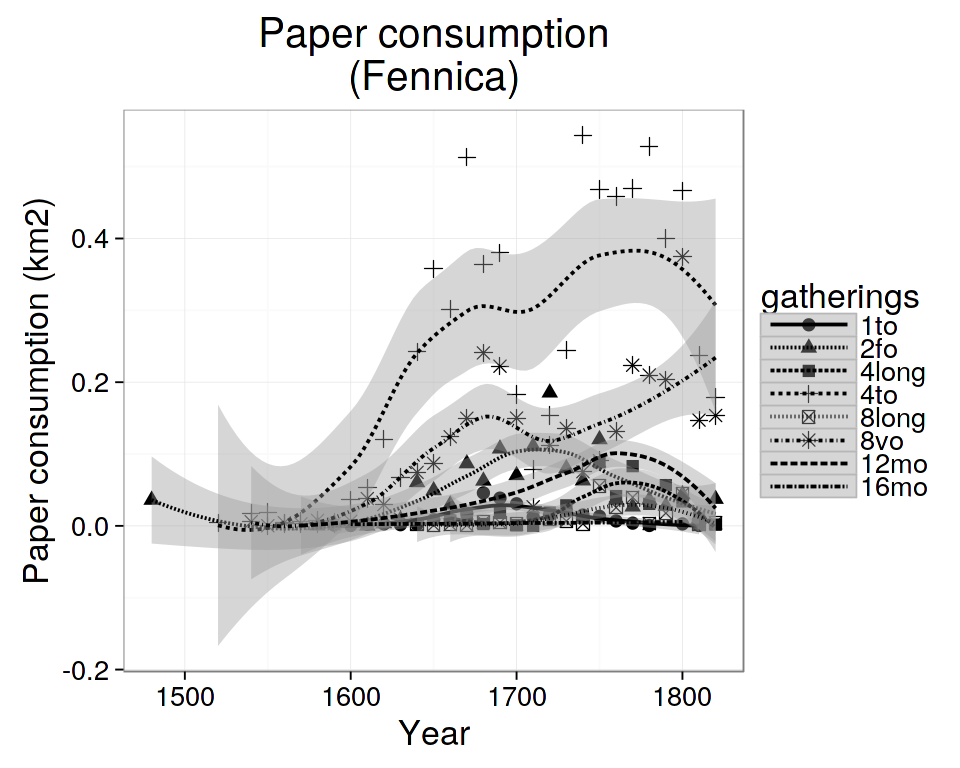 Paper consumption
(Fennica)
Paper consumption (km2)
0.4
0.2
0.0
-0.2
1500
1600
1700
1800
Year
gatherings
1to
2fo
4long
4to
8long
8vo
12mo
16mo